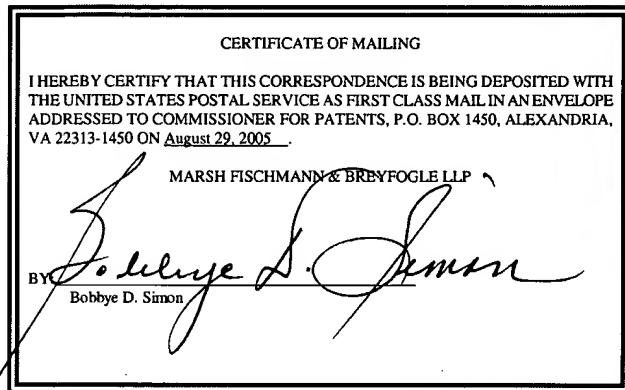 CERTIFICATE OF MAILING
I HEREBY CERTIFY THAT THIS CORRESPONDENCE IS BEING DEPOSITED WITH
THE UNITED STATES POSTAL SERVICE AS FIRST CLASS MAIL IN AN ENVELOPE
ADDRESSED TO COMMISSIONER FOR PATENTS, P.O. BOX 1450, ALEXANDRIA,
VA 22313-1450 ON August 29, 2005 .
MARSH FISCHMANN & BREYFOGLE LLP
BY Bobbye D. Simon
Bobbye D. Simon